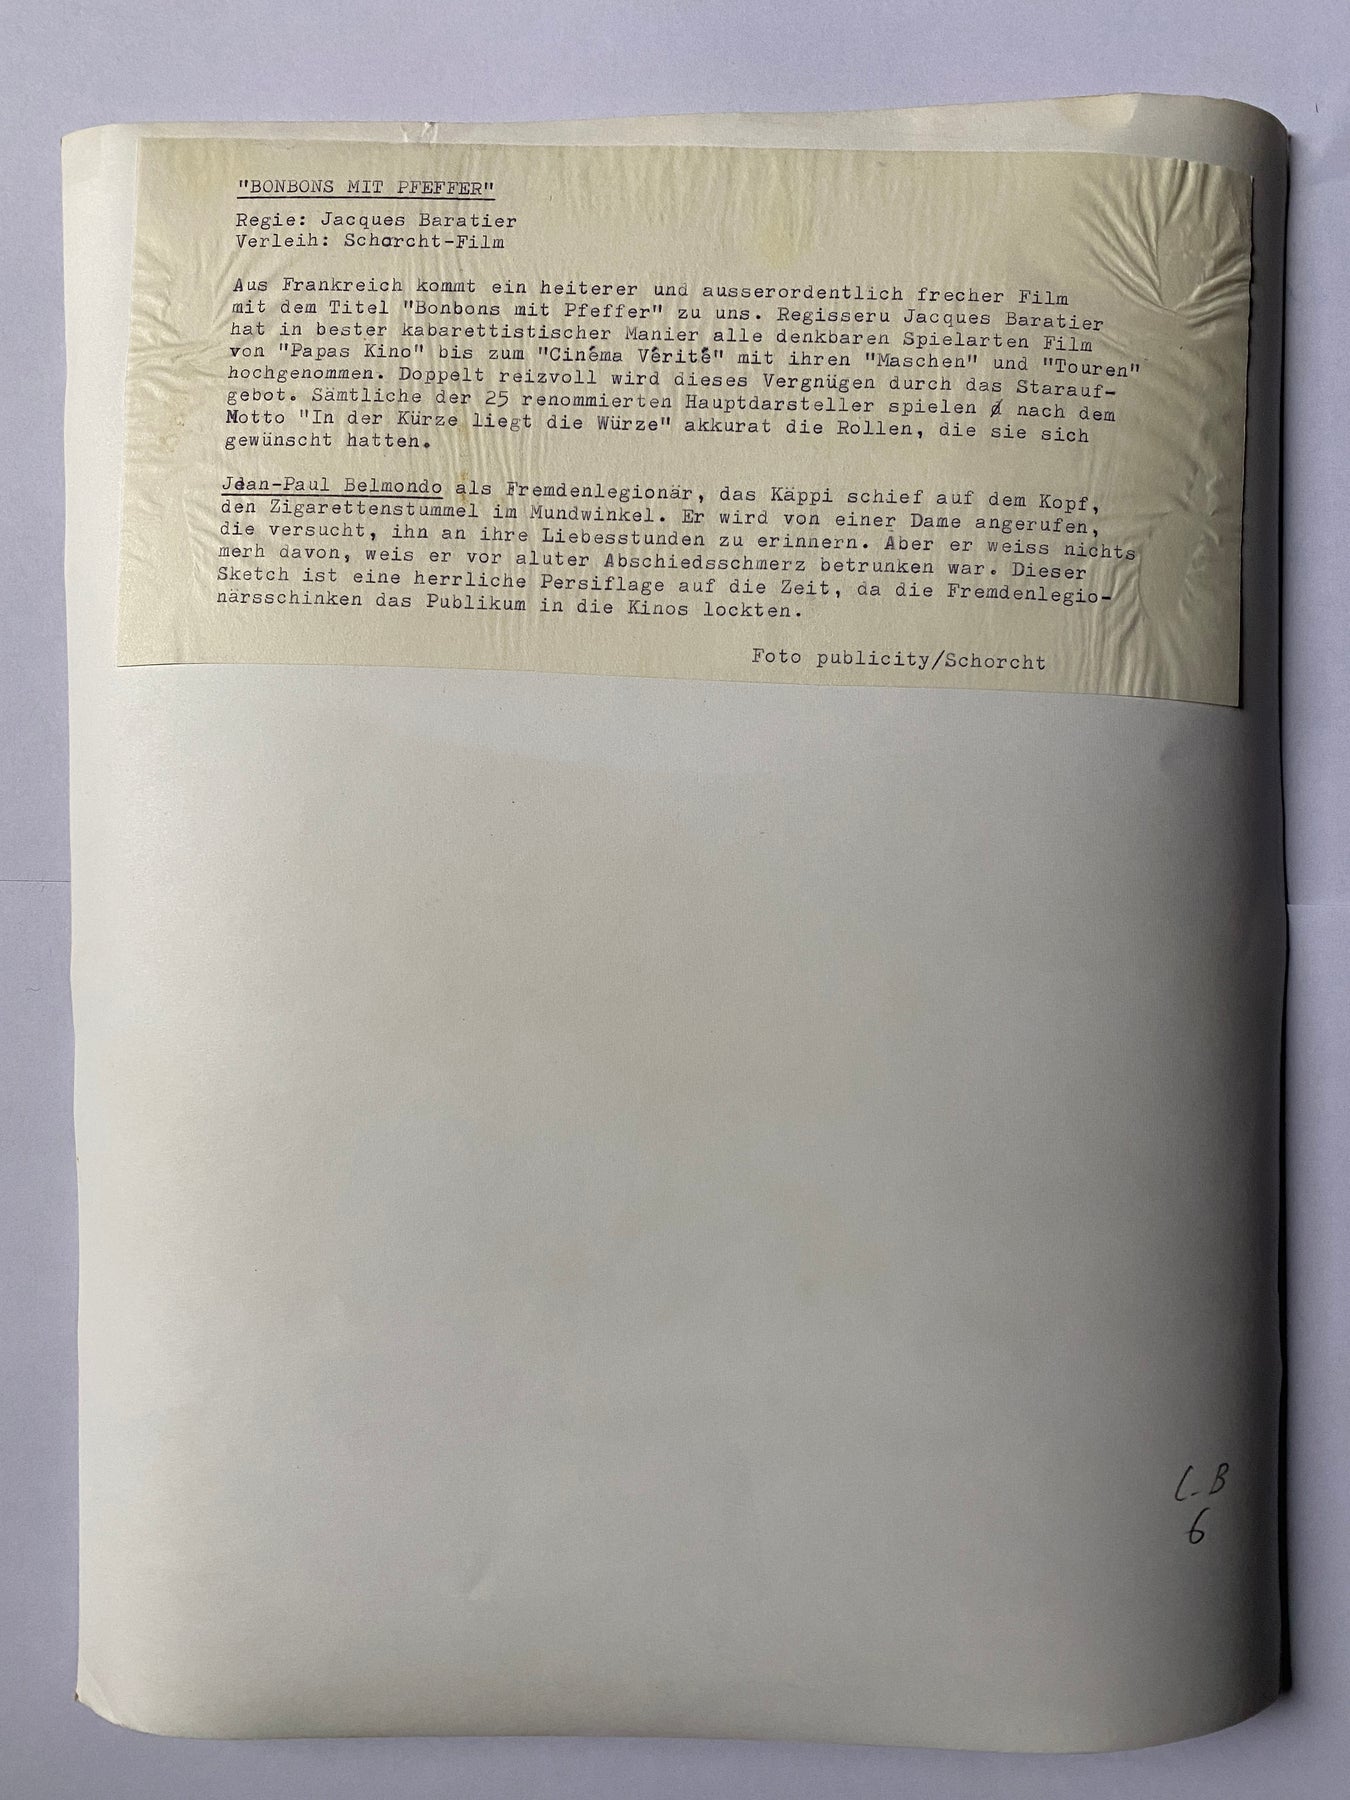 "BONBONS MIT PFEFFER"
Regie: Jacques Baratier
Verleih: Schorcht-Film
Aus Frankreich kommt ein heiterer und ausserordentlich frecher Film
mit dem Titel "Bonbons mit Pfeffer" zu uns. Regisseru Jacques Baratier
hat in bester kabarettistischer Manier alle denkbaren Spielarten Film
von "Papas Kino" bis zum "Cinéma Vérité" mit ihren "Maschen" und "Touren"
hochgenommen. Doppelt reizvoll wird dieses Vergnügen durch das Starauf-
gebot. Sämtliche der 25 renommierten Hauptdarsteller spielen nach dem
Motto "In der Kürze liegt die Würze" akkurat die Rollen, die sie sich
gewünscht hatten.
Jean-Paul Belmondo als Fremdenlegionär, das Käppi schief auf dem Kopf,
den Zigarettenstummel im Mundwinkel. Er wird von einer Dame angerufen,
die versucht, ihn an ihre Liebesstunden zu erinnern. Aber er weiss nichts
merh davon, weis er vor aluter Abschiedsschmerz betrunken war. Dieser
Sketch ist eine herrliche Persiflage auf die Zeit, da die Fremdenlegio-
närsschinken das Publikum in die Kinos lockten.
Foto publicity/Schorcht
6